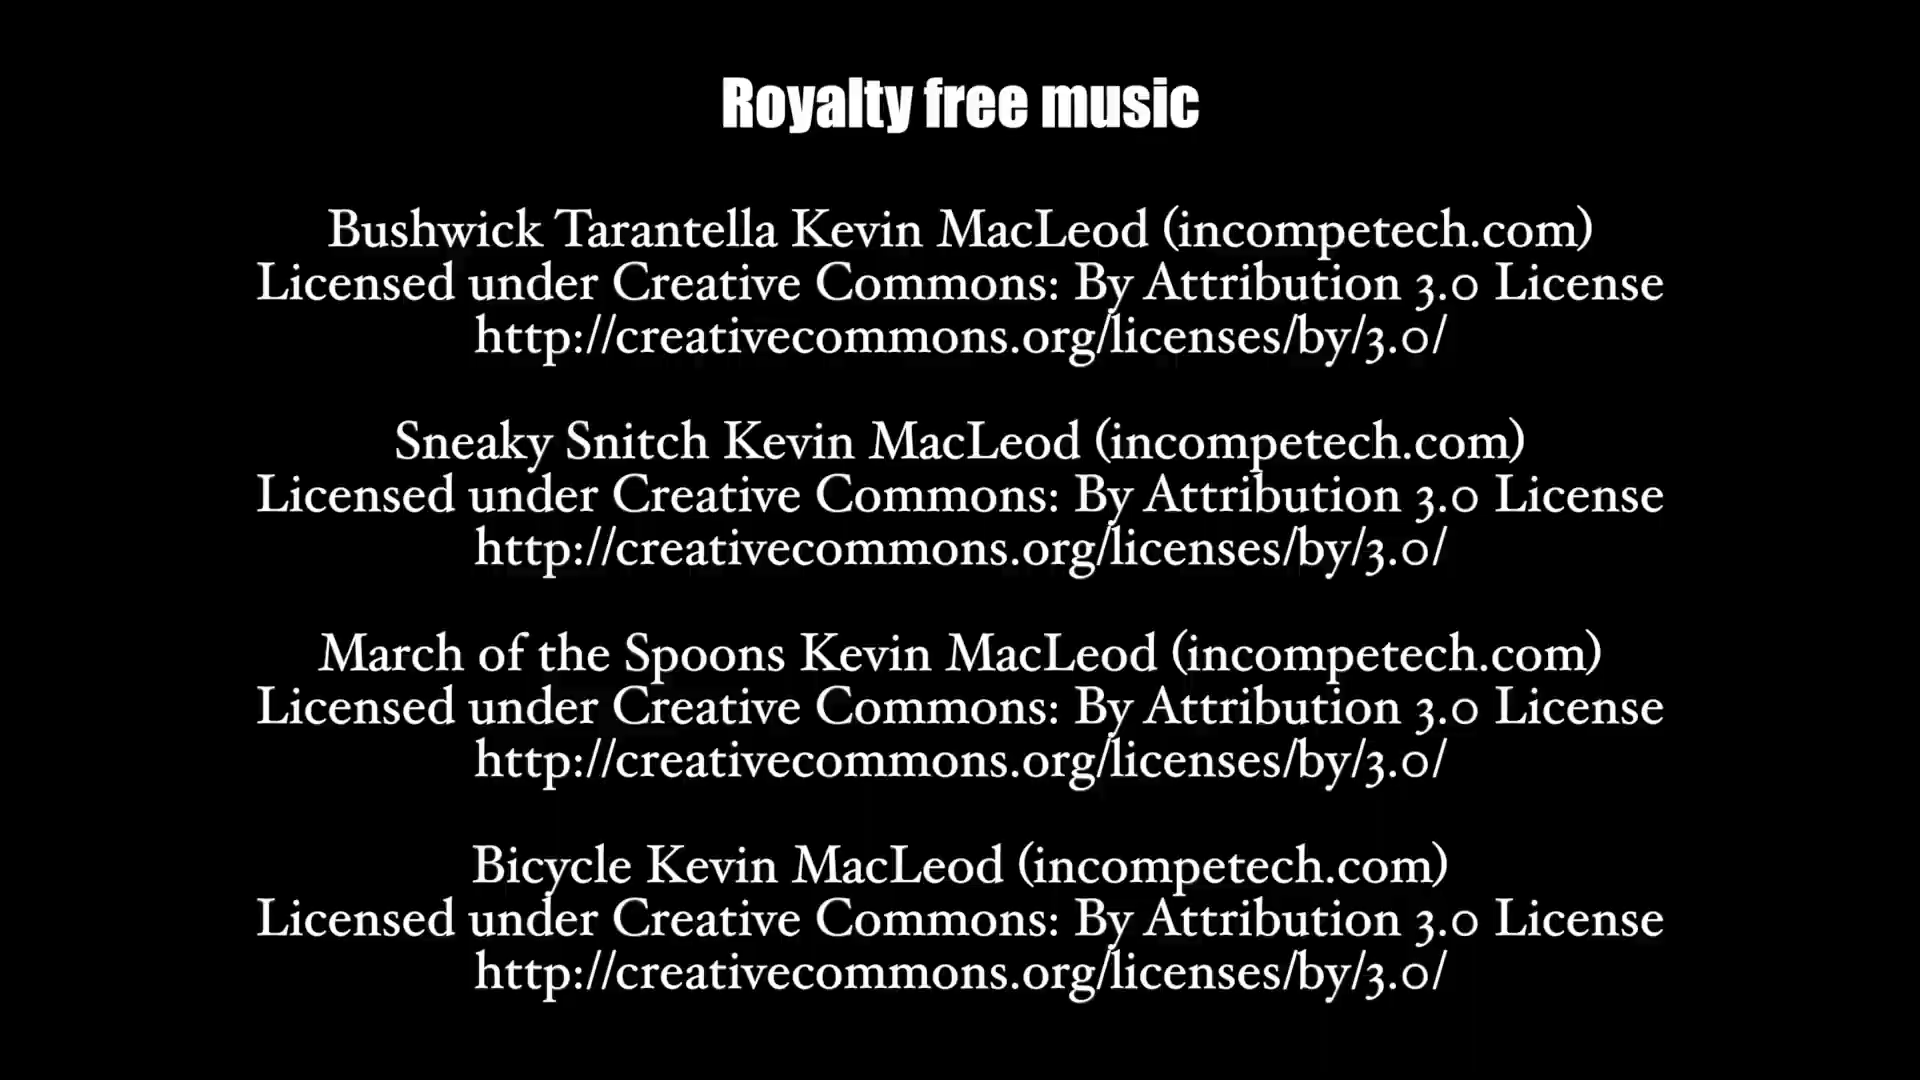 Royalty free music
Bushwick Tarantella Kevin MacLeod (incompetech.com)
Licensed under Creative Commons: By Attribution 3.0 License
http://creativecommons.org/licenses/by/3.0/
Sneaky Snitch Kevin MacLeod (incompetech.com)
Licensed under Creative Commons: By Attribution 3.0 License
http://creativecommons.org/licenses/by/3.0/
March of the Spoons Kevin MacLeod (incompetech.com)
Licensed under Creative Commons: By Attribution 3.0 License
http://creativecommons.org/licenses/by/3.0/
Bicycle Kevin MacLeod (incompetech.com)
Licensed under Creative Commons: By Attribution 3.0 License
http://creativecommons.org/licenses/by/3.0/